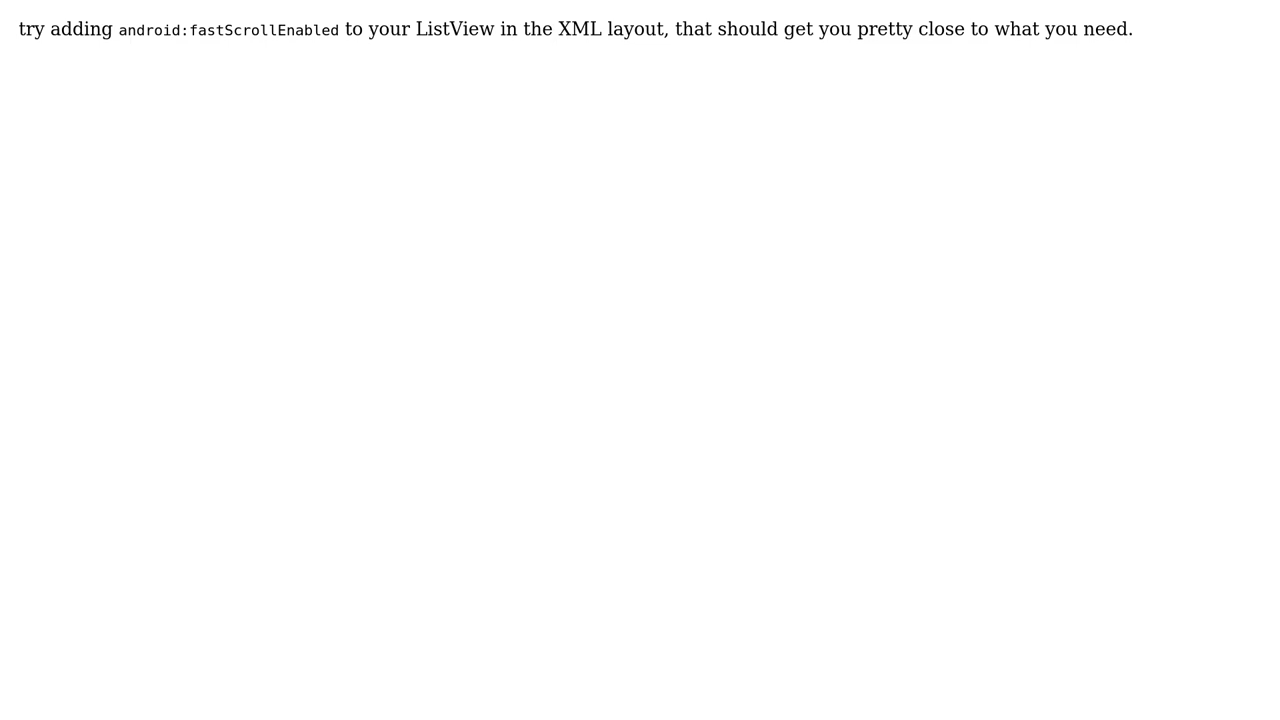 try adding android:fastScrollEnabled to your ListView in the XML layout, that should get you pretty close to what you need.